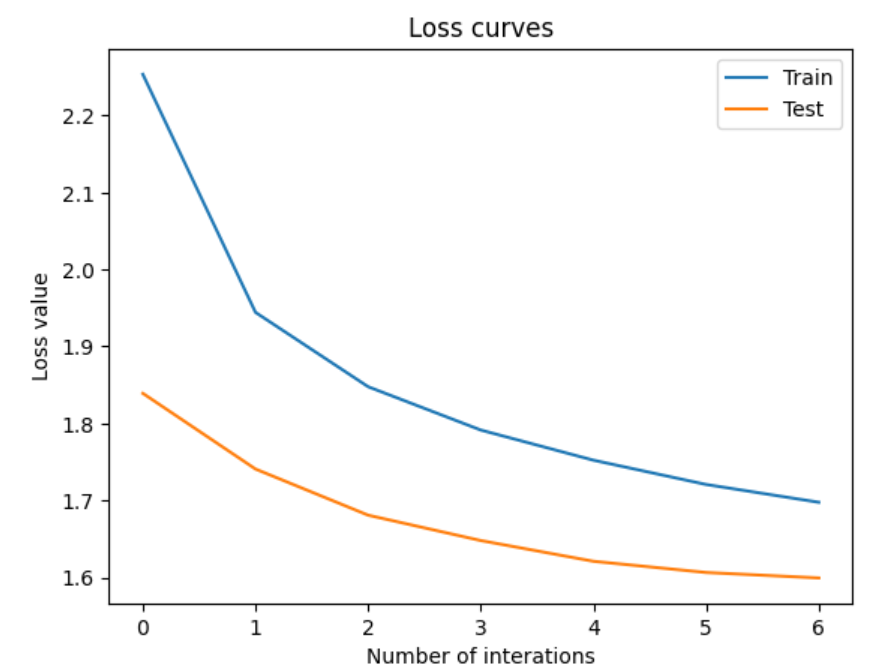 Loss curves
Train
Test
2.2
2.1
2.0
1.9
1.8
1.7
1.6
Loss value
0 1 2 3 4 5 6
Number of interations